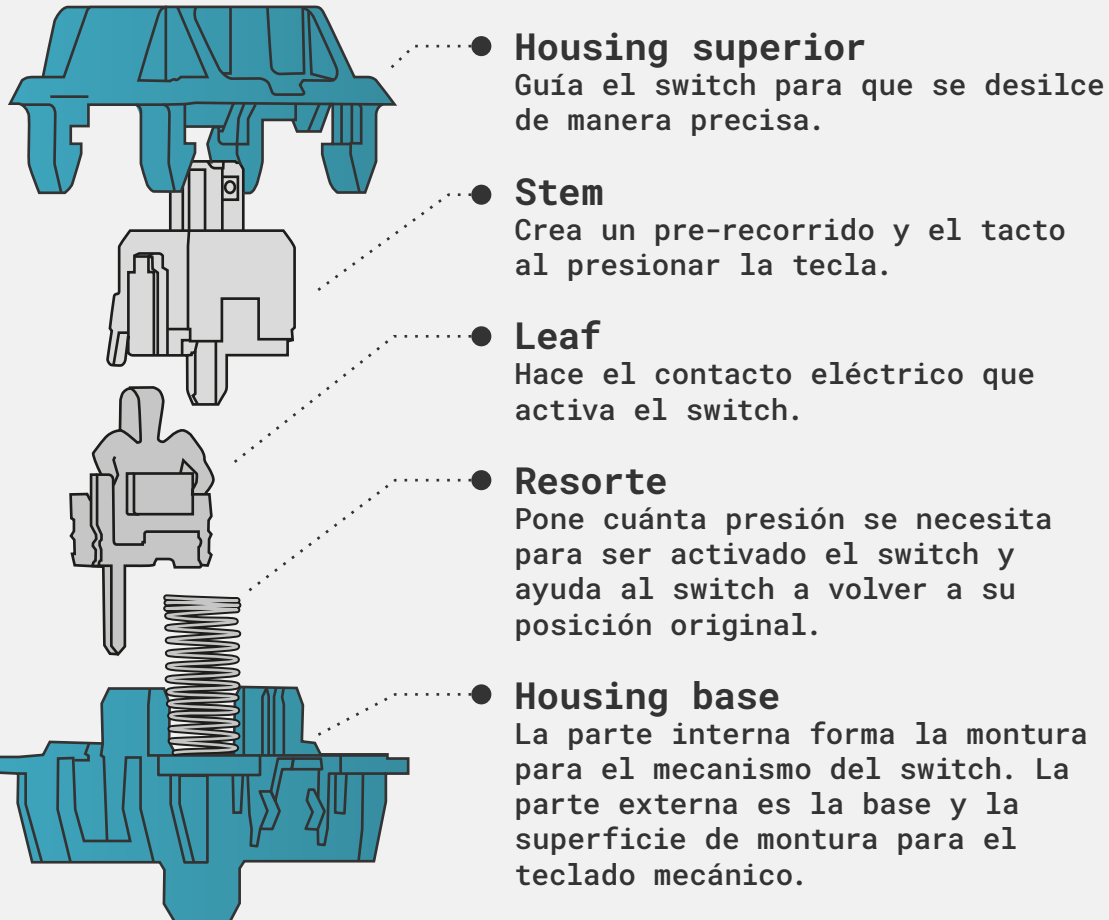 Housing superior
Guía el switch para que se desilce
de manera precisa.
Stem
Crea un pre-recorrido y el tacto
al presionar la tecla.
Leaf
Hace el contacto eléctrico que
activa el switch.
Resorte
Pone cuánta presión se necesita
para ser activado el switch y
ayuda al switch a volver a su
posición original.
Housing base
La parte interna forma la montura
para el mecanismo del switch. La
parte externa es la base y la
superficie de montura para el
teclado mecánico.